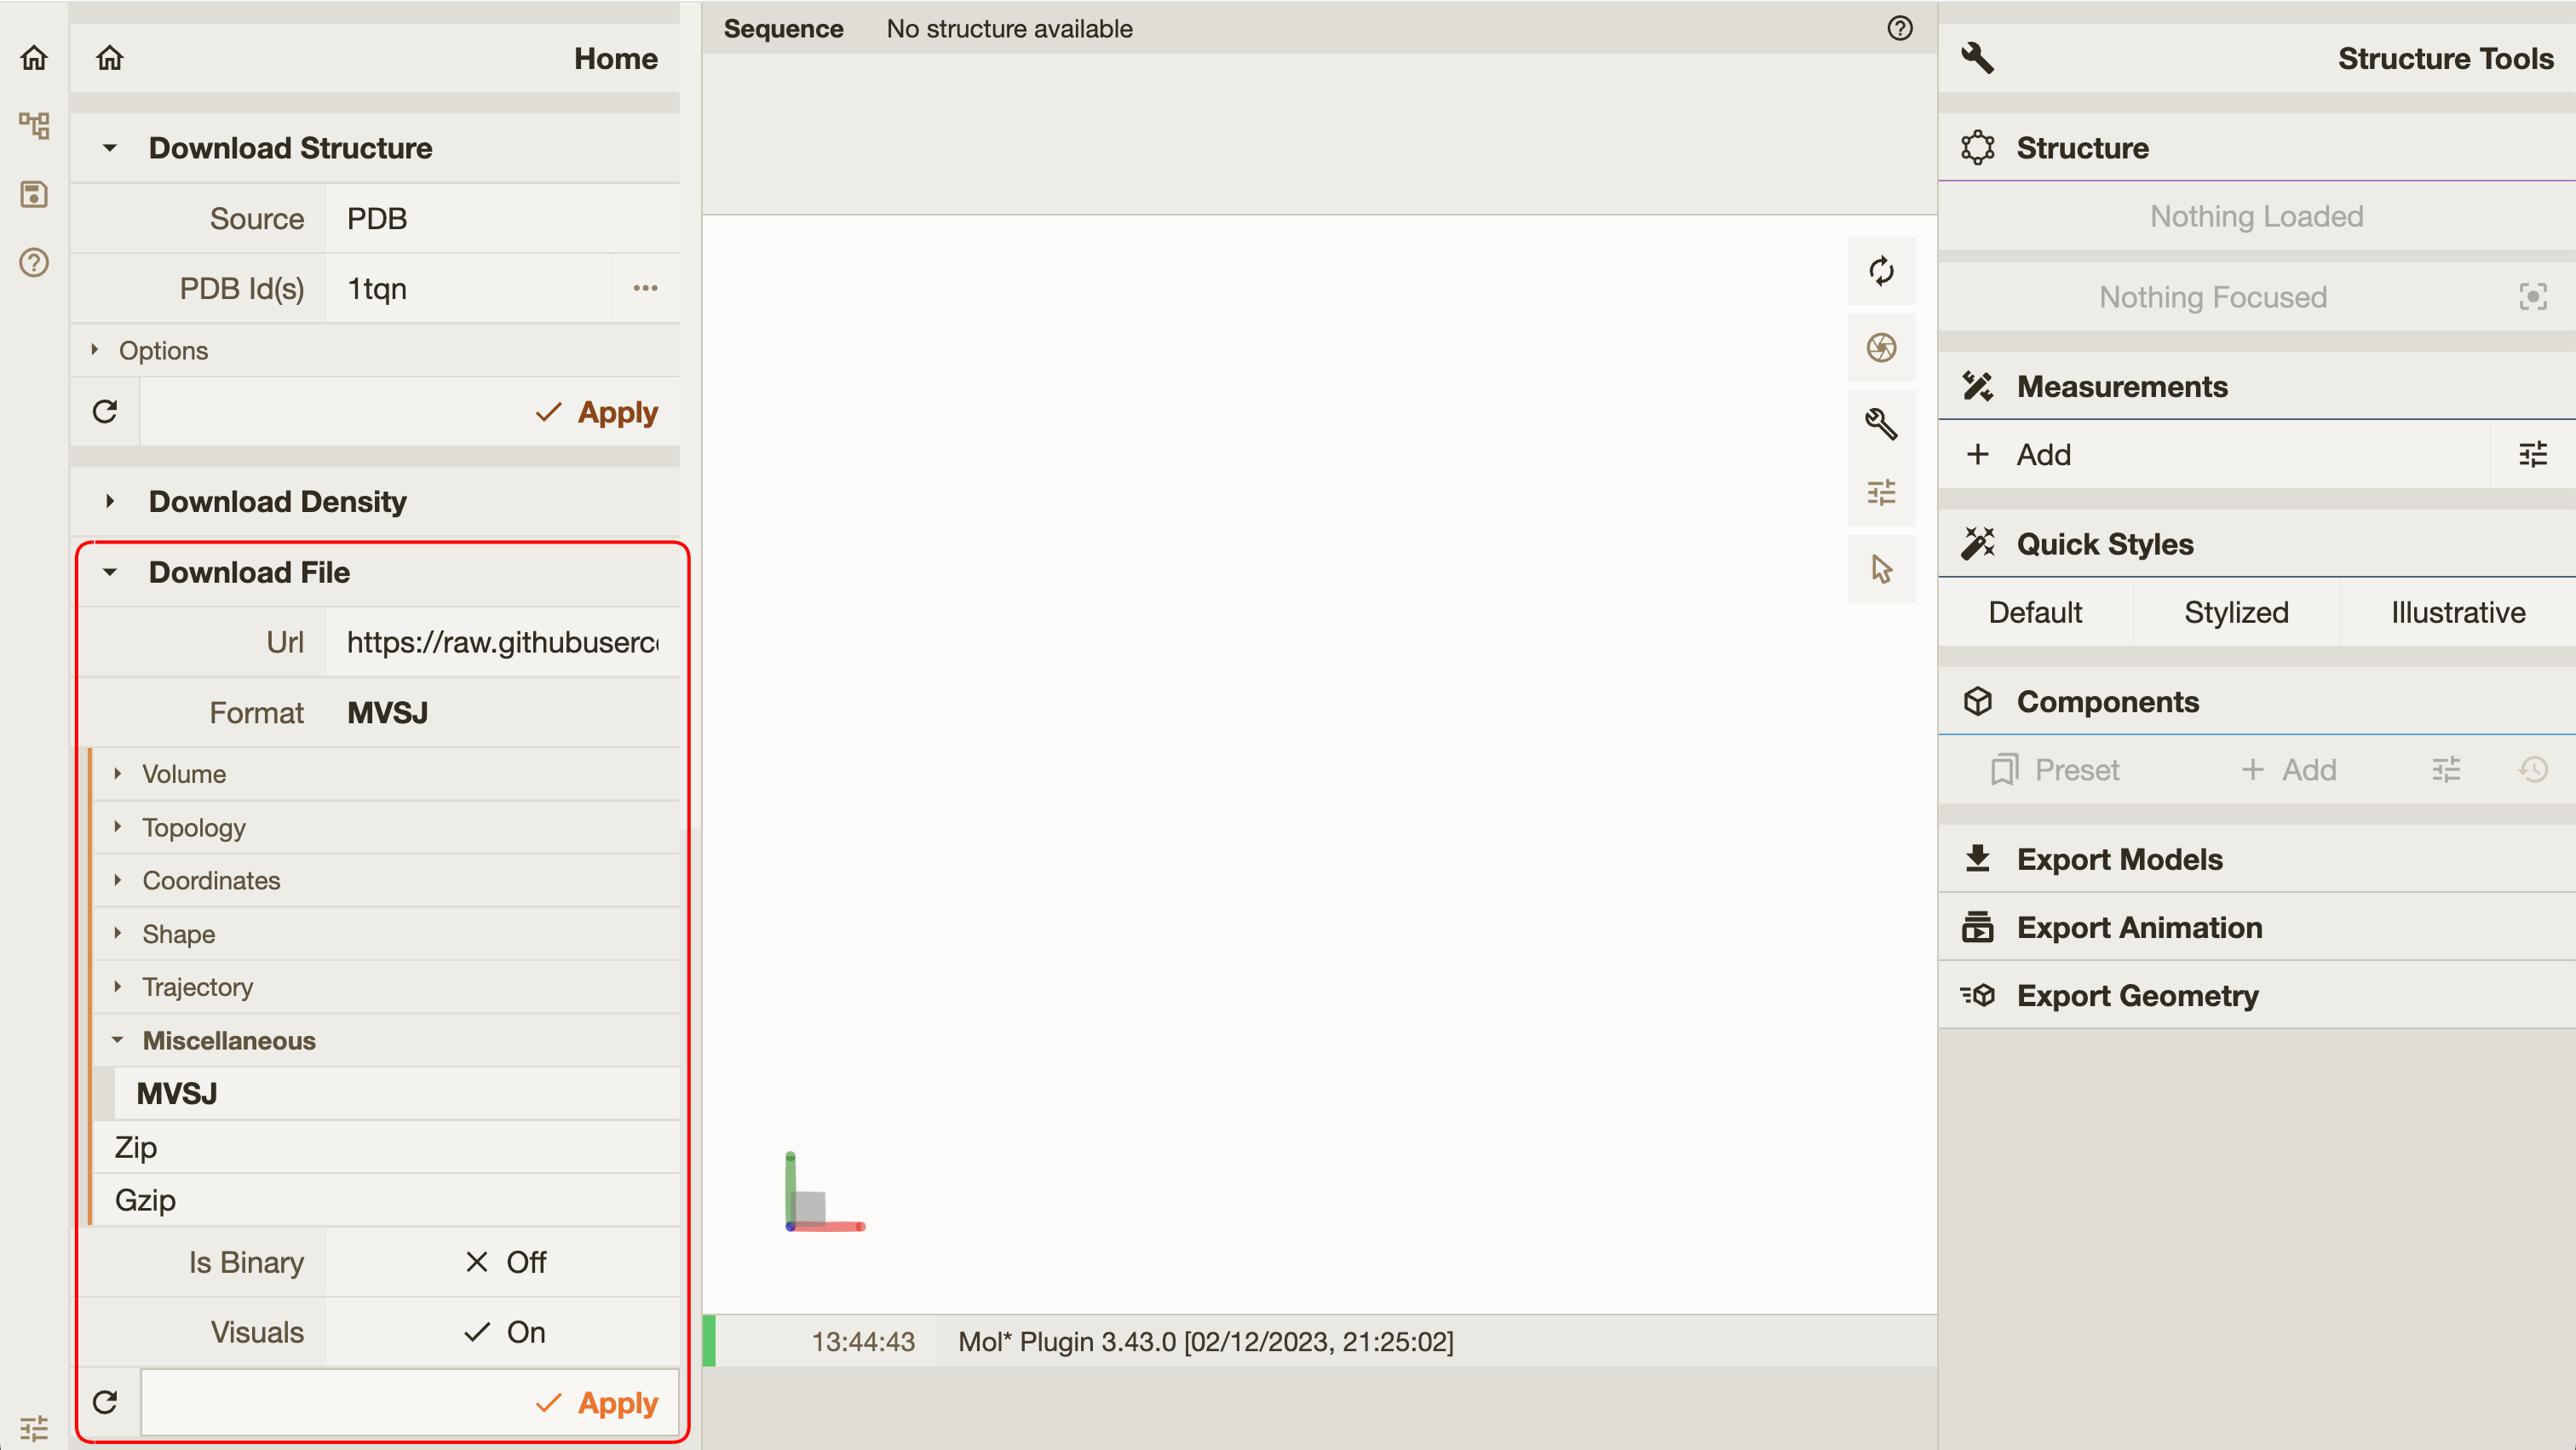 Home
Download Structure
Source PDB
PDB Id(s) 1tqn
Options
Apply
Download Density
Download File
Url https://raw.githubuserc
Format MVSJ
Volume
Topology
Coordinates
Shape
Trajectory
Miscellaneous
MVSJ
Zip
Gzip
Is Binary Off
Visuals On
Apply
Sequence No structure available
13:44:43 Mol* Plugin 3.43.0 [02/12/2023, 21:25:02]
Structure Tools
Structure
Nothing Loaded
Nothing Focused
Measurements
Add
Quick Styles
Default Stylized Illustrative
Components
Preset Add
Export Models
Export Animation
Export Geometry